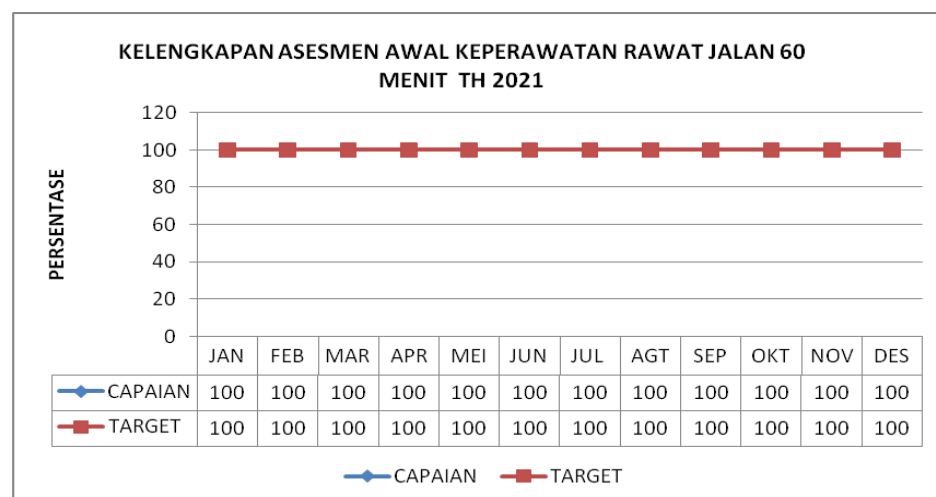 KELENGKAPAN ASESMEN AWAL KEPERAWATAN RAWAT JALAN 60
MENIT TH 2021
PERSENTASE
120
100
80
60
40
20
0
JAN FEB MAR APR MEI JUN JUL AGT SEP OKT NOV DES
CAPAIAN 100 100 100 100 100 100 100 100 100 100 100 100
TARGET 100 100 100 100 100 100 100 100 100 100 100 100
CAPAIAN TARGET